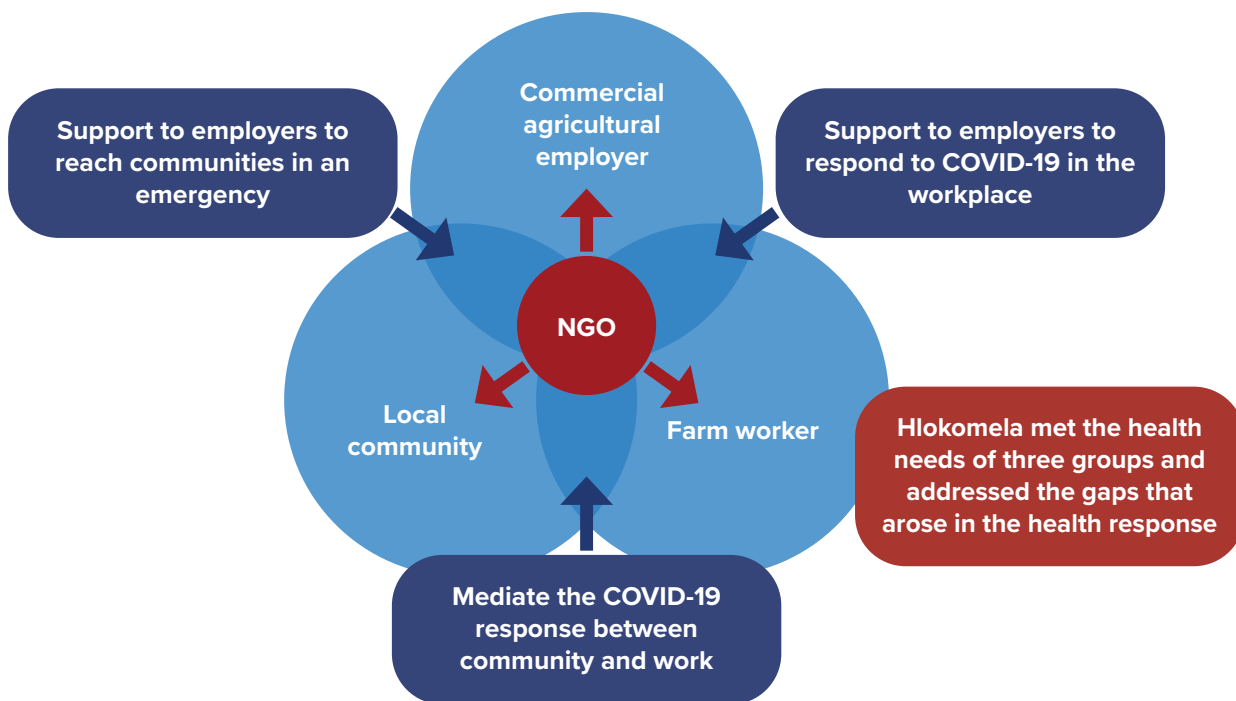 Commercial
agricultural
employer
Support to employers to
reach communities in an
emergency
Support to employers to
respond to COVID-19 in the
workplace
NGO
Local
community
Farm worker
Hlokomela met the health
needs of three groups and
addressed the gaps that
arose in the health response
Mediate the COVID-19
response between
community and work